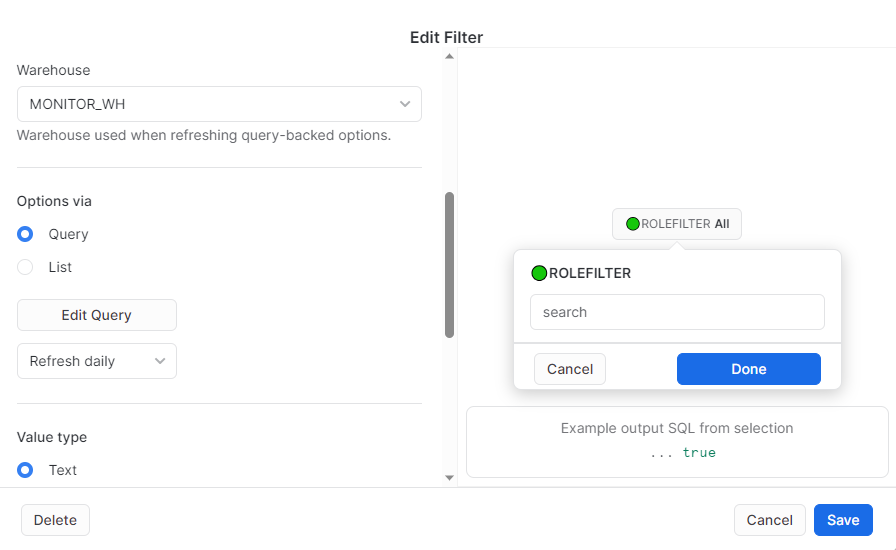 Edit Filter
Warehouse
MONITOR_WH
Warehouse used when refreshing query-backed options.
Options via
Query
List
Edit Query
Refresh daily
Value type
Text
ROLEFILTER All
ROLEFILTER
search
Cancel Done
Example output SQL from selection
... true
Delete
Cancel Save